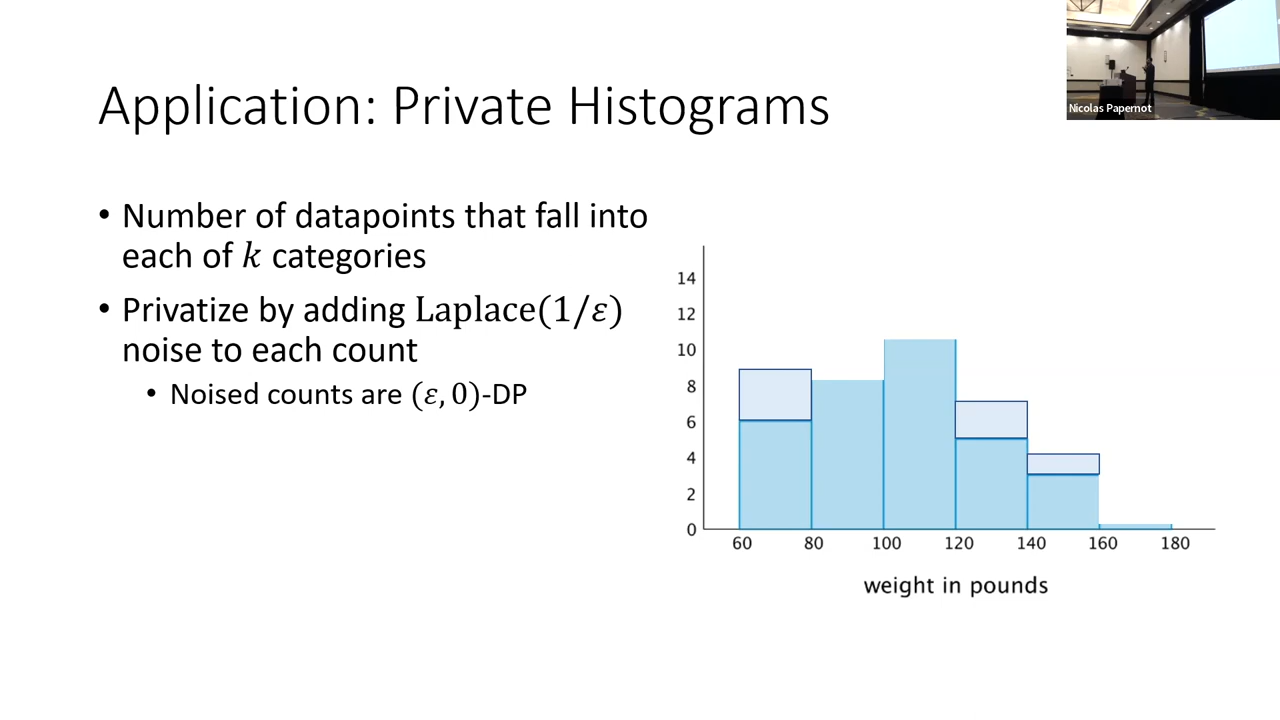 Nicolas Papernot
Application: Private Histograms
• Number of datapoints that fall into
each of k categories
• Privatize by adding Laplace(1/ε)
noise to each count
• Noised counts are (ε, 0)-DP
14
12
10
8
6
4
2
0
60 80 100 120 140 160 180
weight in pounds